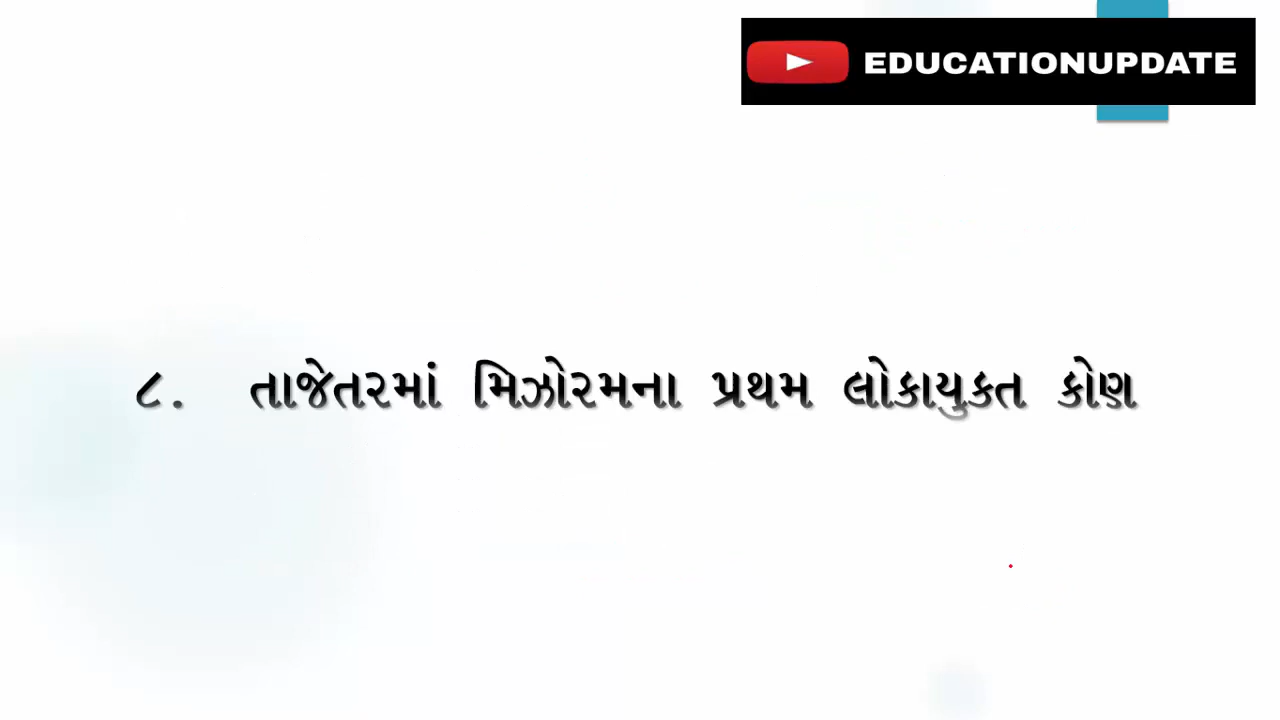 EDUCATIONUPDATE
૮. તાજેતરમાં મિઝોરમના પ્રથમ લોકાયુક્ત કોણ